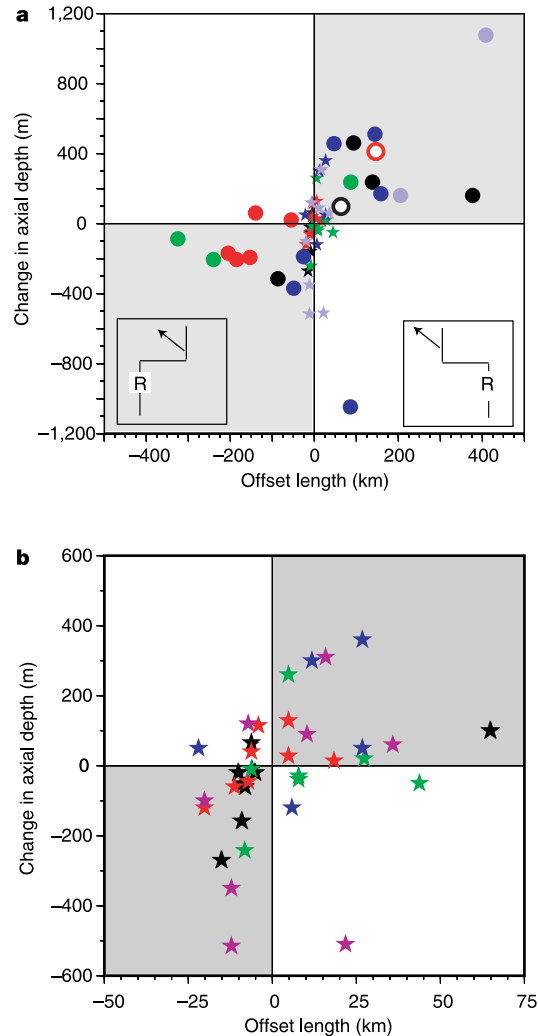 a
1,200
800
400
0
−400
−800
−1,200
Change in axial depth (m)
R
R
−400 −200 0 200 400
Offset length (km)
b
600
400
200
0
−200
−400
−600
Change in axial depth (m)
−50 −25 0 25 50 75
Offset length (km)